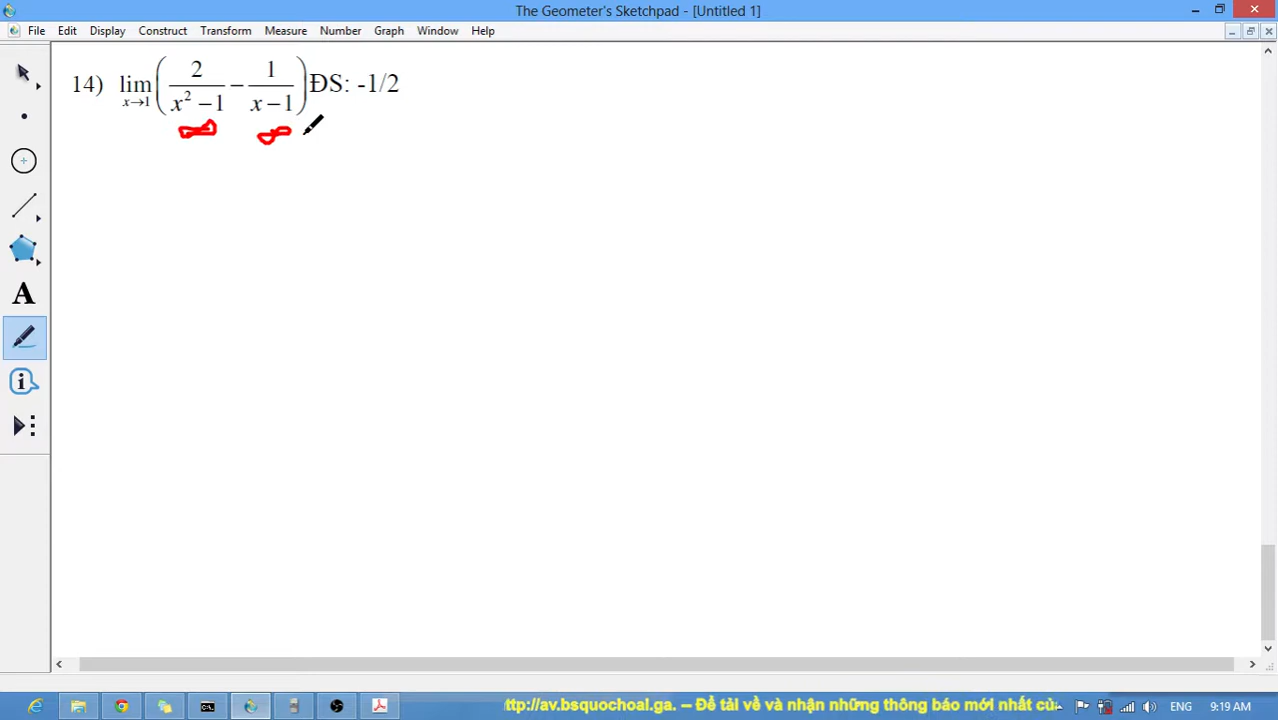 The Geometer's Sketchpad - [Untitled 1]
File Edit Display Construct Transform Measure Number Graph Window Help
14) lim x→1 (2/(x² − 1) − 1/(x − 1)) ĐS: -1/2
∞ ∞
A
ttp://av.bsquochoai.ga. -- Để tải về và nhận những thông báo mới nhất củ ENG 9:19 AM